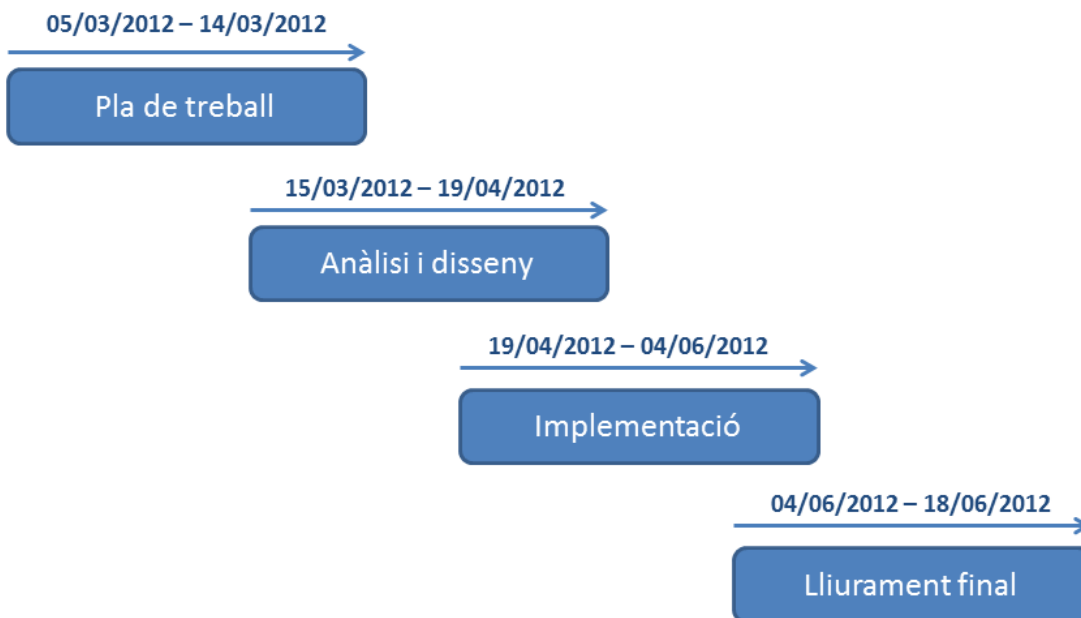 05/03/2012 – 14/03/2012
Pla de treball
15/03/2012 – 19/04/2012
Anàlisi i disseny
19/04/2012 – 04/06/2012
Implementació
04/06/2012 – 18/06/2012
Lliurament final